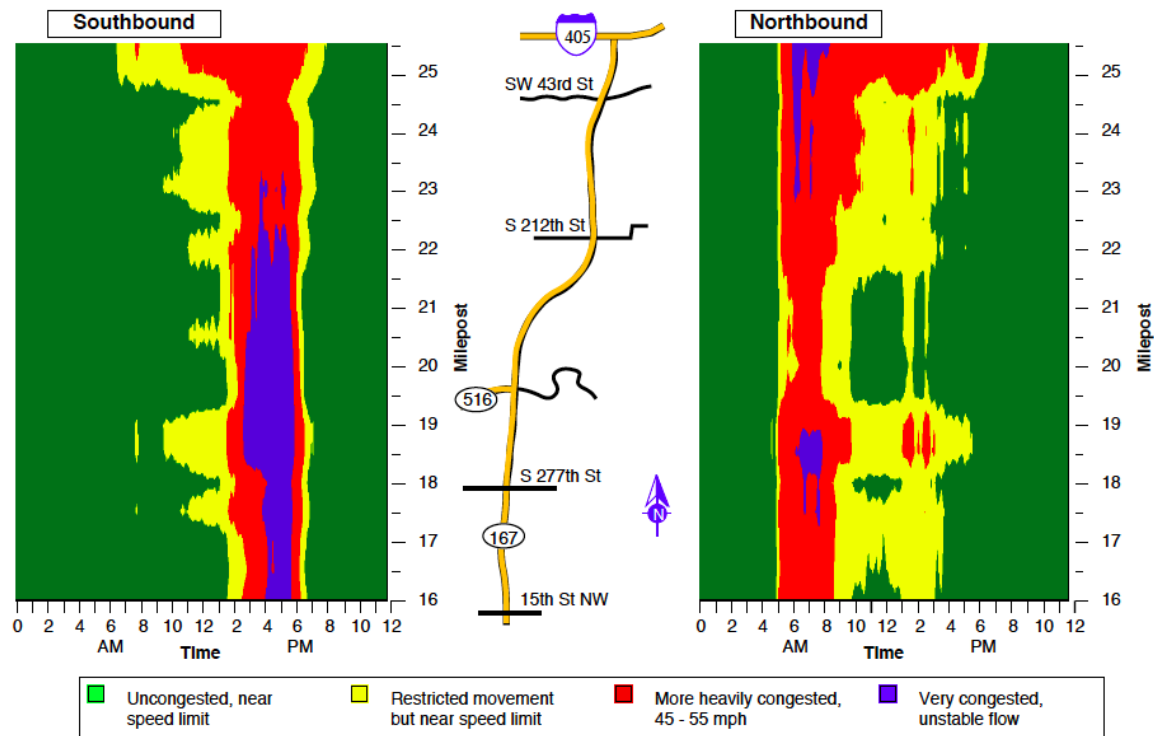 Southbound
Northbound
405
SW 43rd St
S 212th St
516
S 277th St
N
167
15th St NW
25
24
23
22
21
20
19
18
17
16
Milepost
0 2 4 6 8 10 12 2 4 6 8 10 12
AM
Time
PM
25
24
23
22
21
20
19
18
17
16
Milepost
0 2 4 6 8 10 12 2 4 6 8 10 12
AM
Time
PM
Uncongested, near
speed limit
Restricted movement
but near speed limit
More heavily congested,
45 - 55 mph
Very congested,
unstable flow